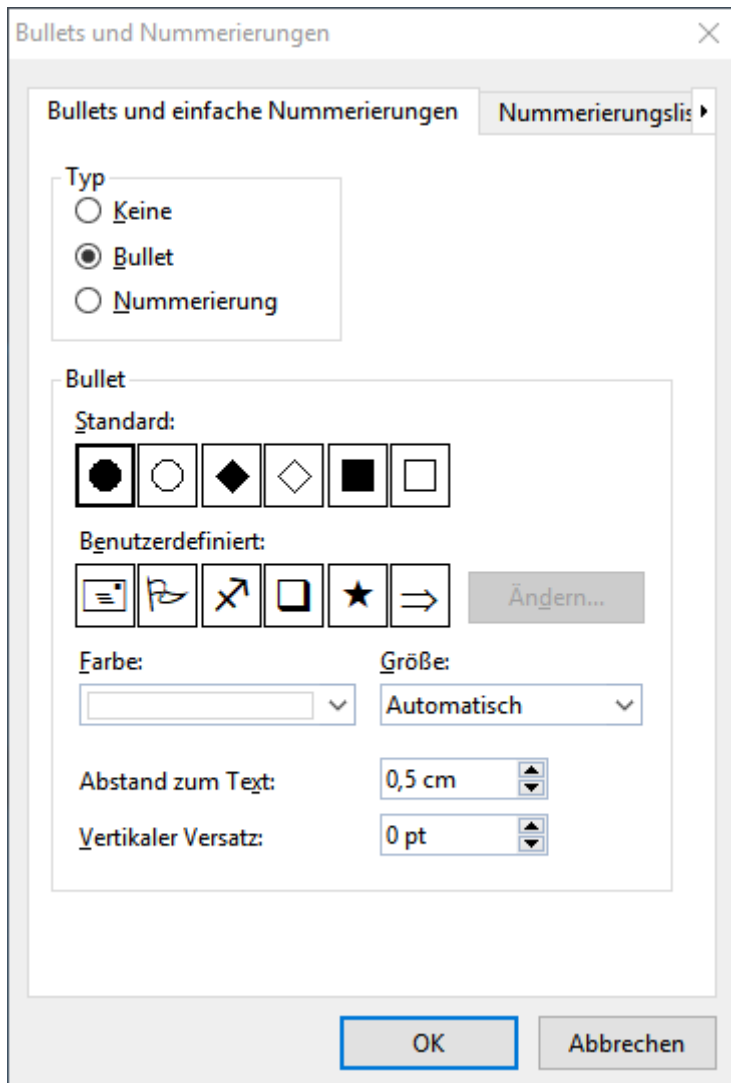 Bullets und Nummerierungen
Bullets und einfache Nummerierungen Nummerierungslis
Typ
Keine
Bullet
Nummerierung
Bullet
Standard:
Benutzerdefiniert:
Ändern...
Farbe: Größe:
Automatisch
Abstand zum Text: 0,5 cm
Vertikaler Versatz: 0 pt
OK Abbrechen